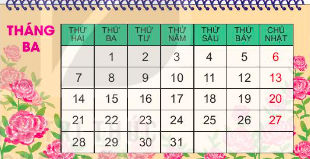 THÁNG
BA
THỨ HAI THỨ BA THỨ TƯ THỨ NĂM THỨ SÁU THỨ BẢY CHỦ NHẬT
1 2 3 4 5 6
7 8 9 10 11 12 13
14 15 16 17 18 19 20
21 22 23 24 25 26 27
28 29 30 31